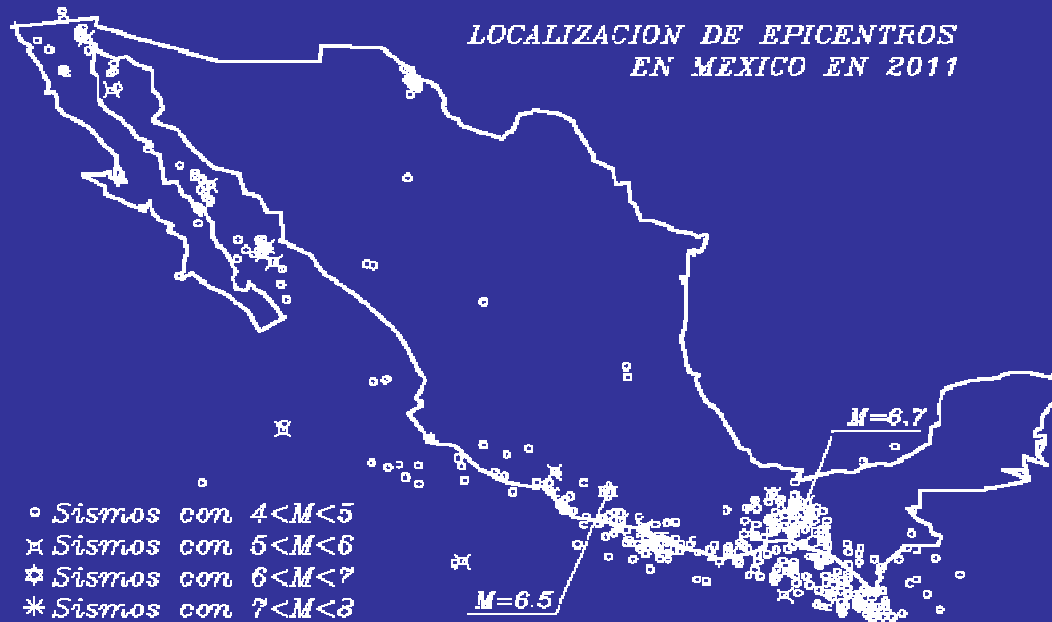 LOCALIZACION DE EPICENTROS
EN MEXICO EN 2011
M=6.7
Sismos con 4<M<5
Sismos con 5<M<6
Sismos con 6<M<7
Sismos con 7<M<8
M=6.5